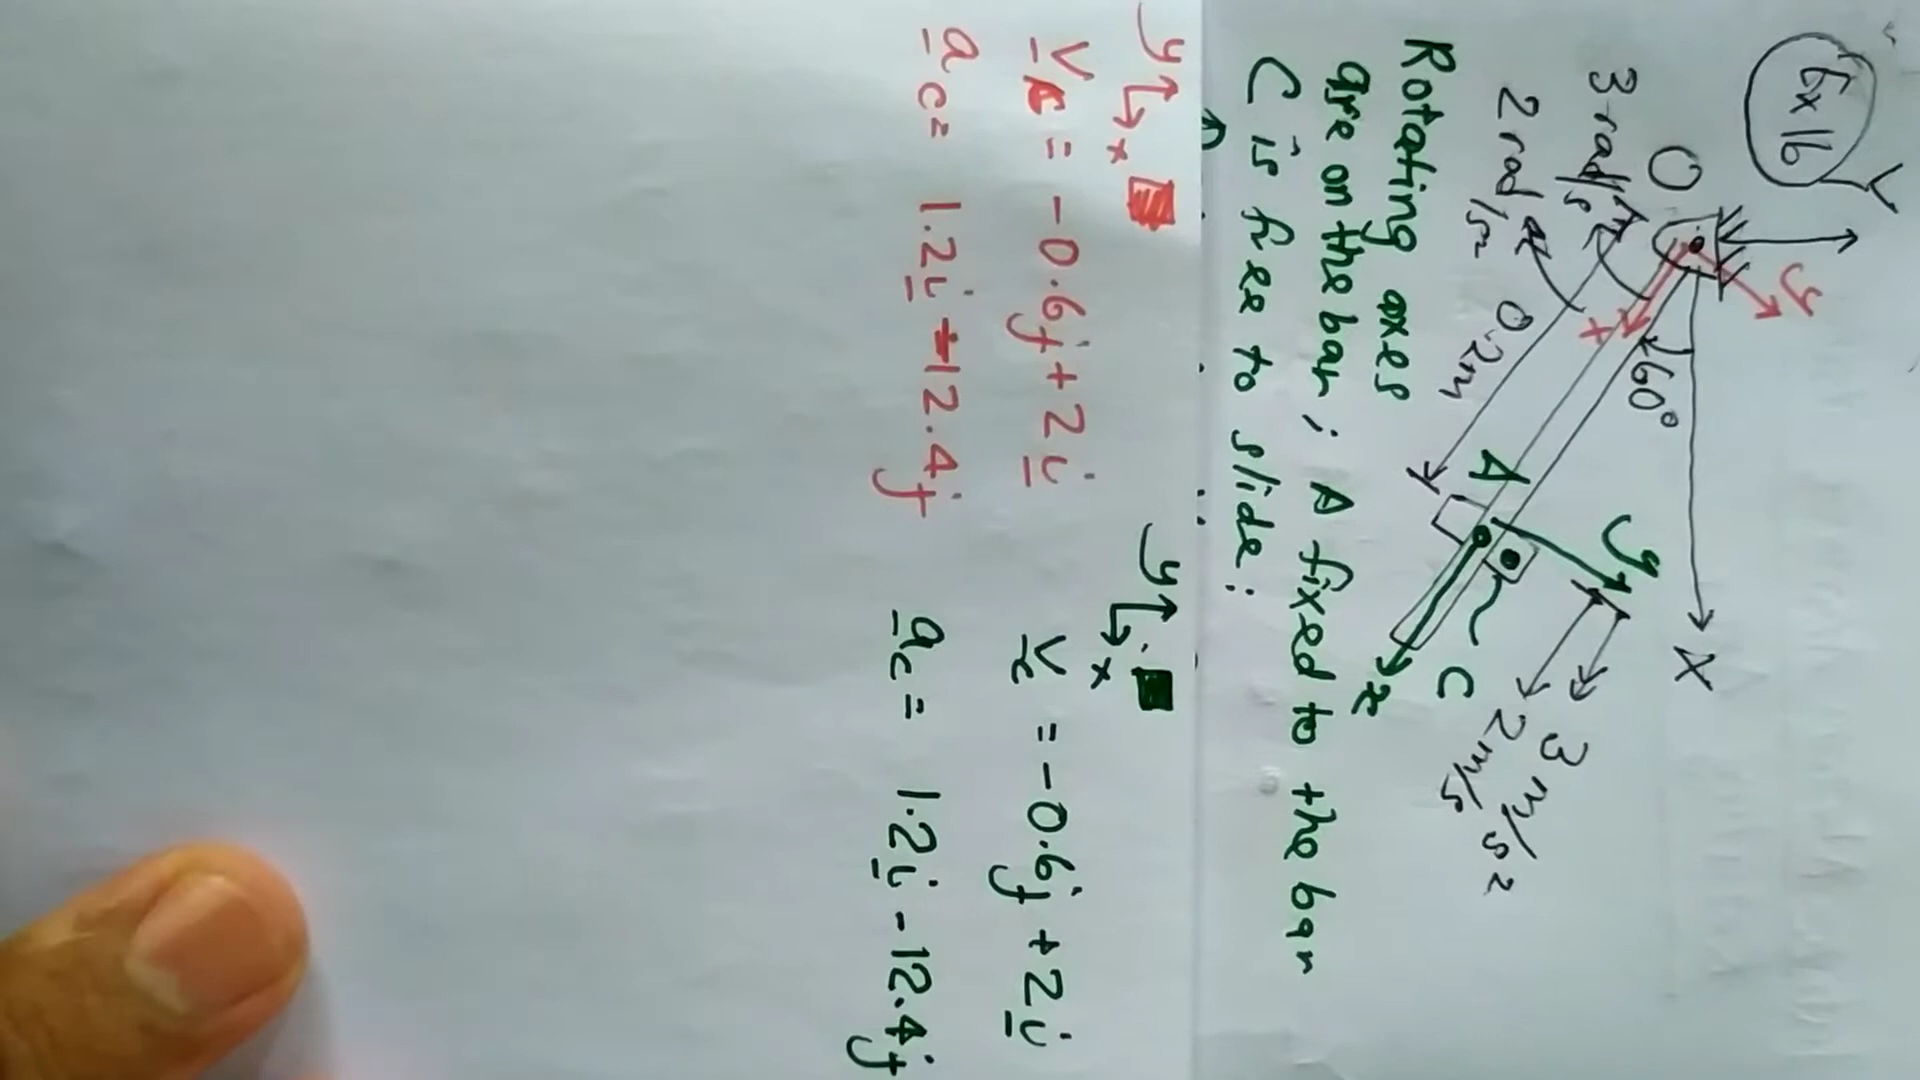 Ex 16
Y
O
y
X
3 rad/s
60°
x
2 rad/s²
0.2m
A
y
C
x
3 m/s²
2 m/s
Rotating axes
are on the bar; A fixed to the bar
C is free to slide;
y x
V_c = -0.6j + 2i
a_c = 1.2i - 12.4j
y x
V_c = -0.6j + 2i
a_c = 1.2i - 12.4j